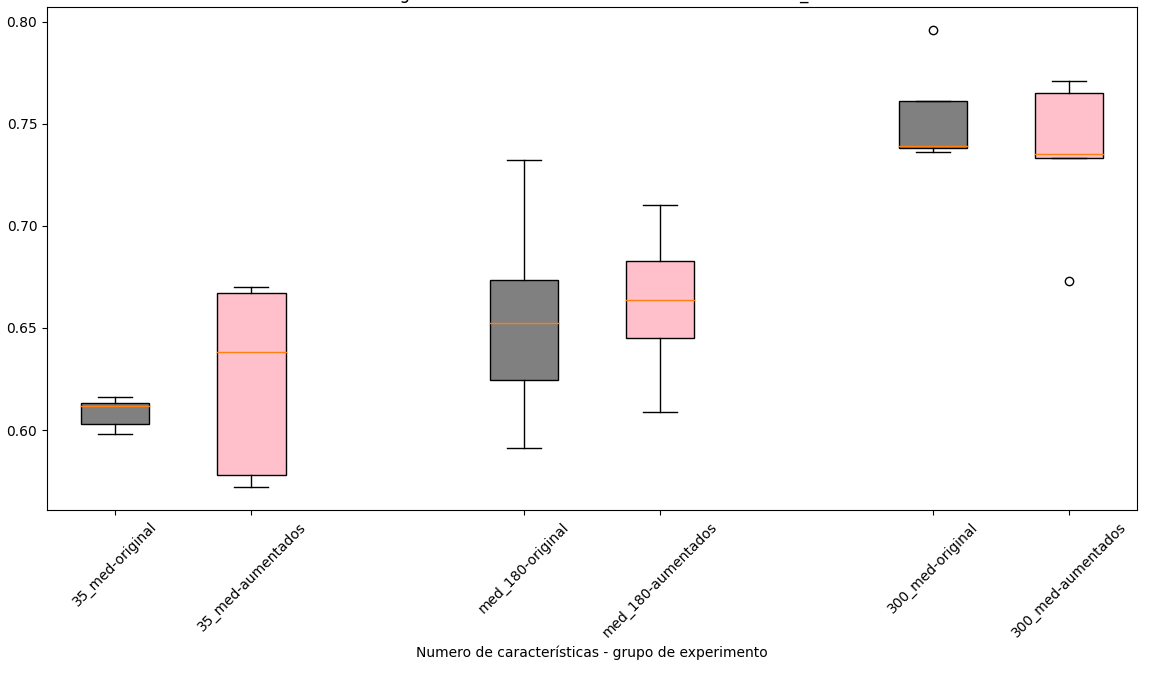 0.80
0.75
0.70
0.65
0.60
35_med-original
35_med-aumentados
med_180-original
med_180-aumentados
300_med-original
300_med-aumentados
Numero de características - grupo de experimento